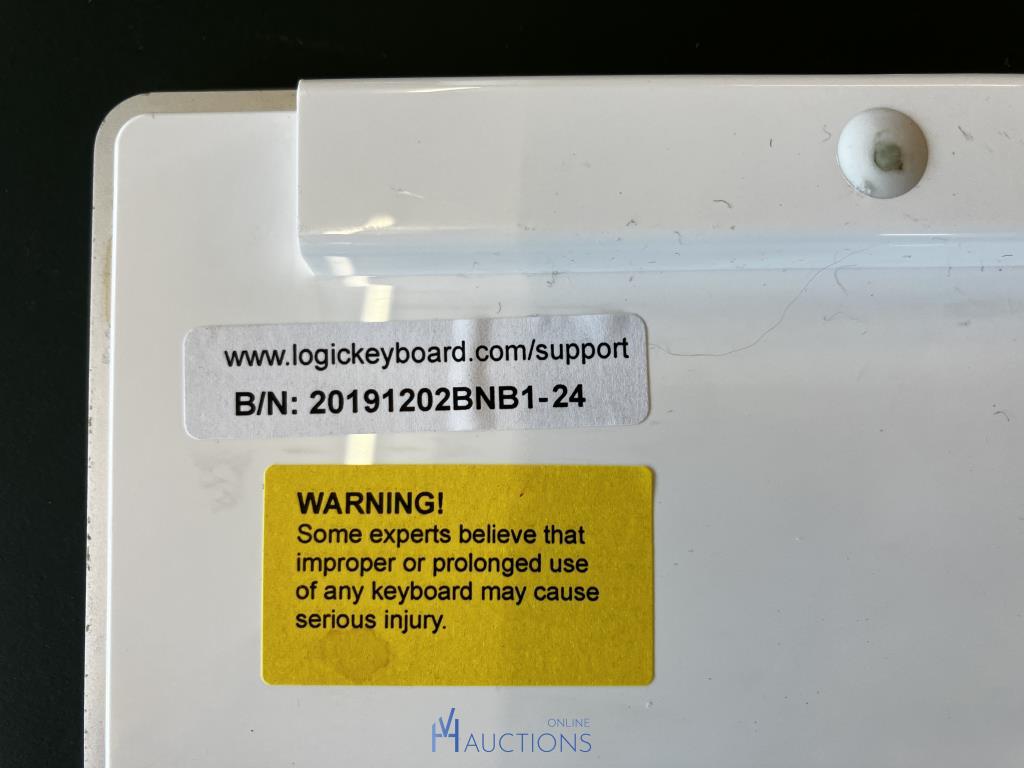 www.logickeyboard.com/support
B/N: 20191202BNB1-24
WARNING!
Some experts believe that
improper or prolonged use
of any keyboard may cause
serious injury.
ONLINE
AUCTIONS